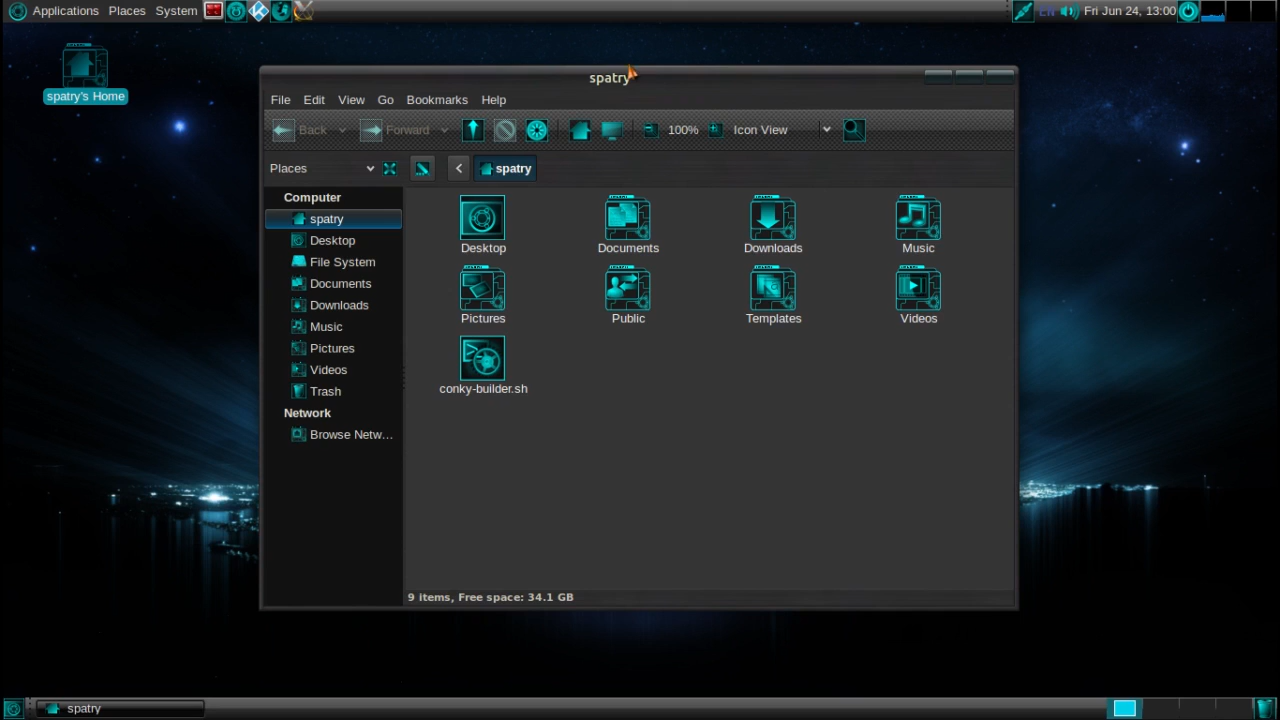 Applications Places System EN Fri Jun 24, 13:00
spatry's Home
spatry
File Edit View Go Bookmarks Help
Back Forward 100% Icon View
Places spatry
Computer
spatry
Desktop
File System
Documents
Downloads
Music
Pictures
Videos
Trash
Network
Browse Netw…
Desktop Documents Downloads Music
Pictures Public Templates Videos
conky-builder.sh
9 items, Free space: 34.1 GB
spatry